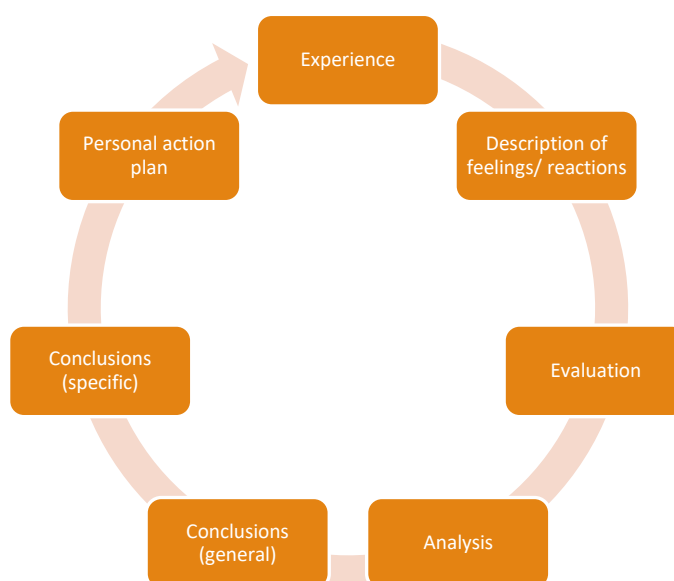 Experience
Description of
feelings/ reactions
Evaluation
Analysis
Conclusions
(general)
Conclusions
(specific)
Personal action
plan